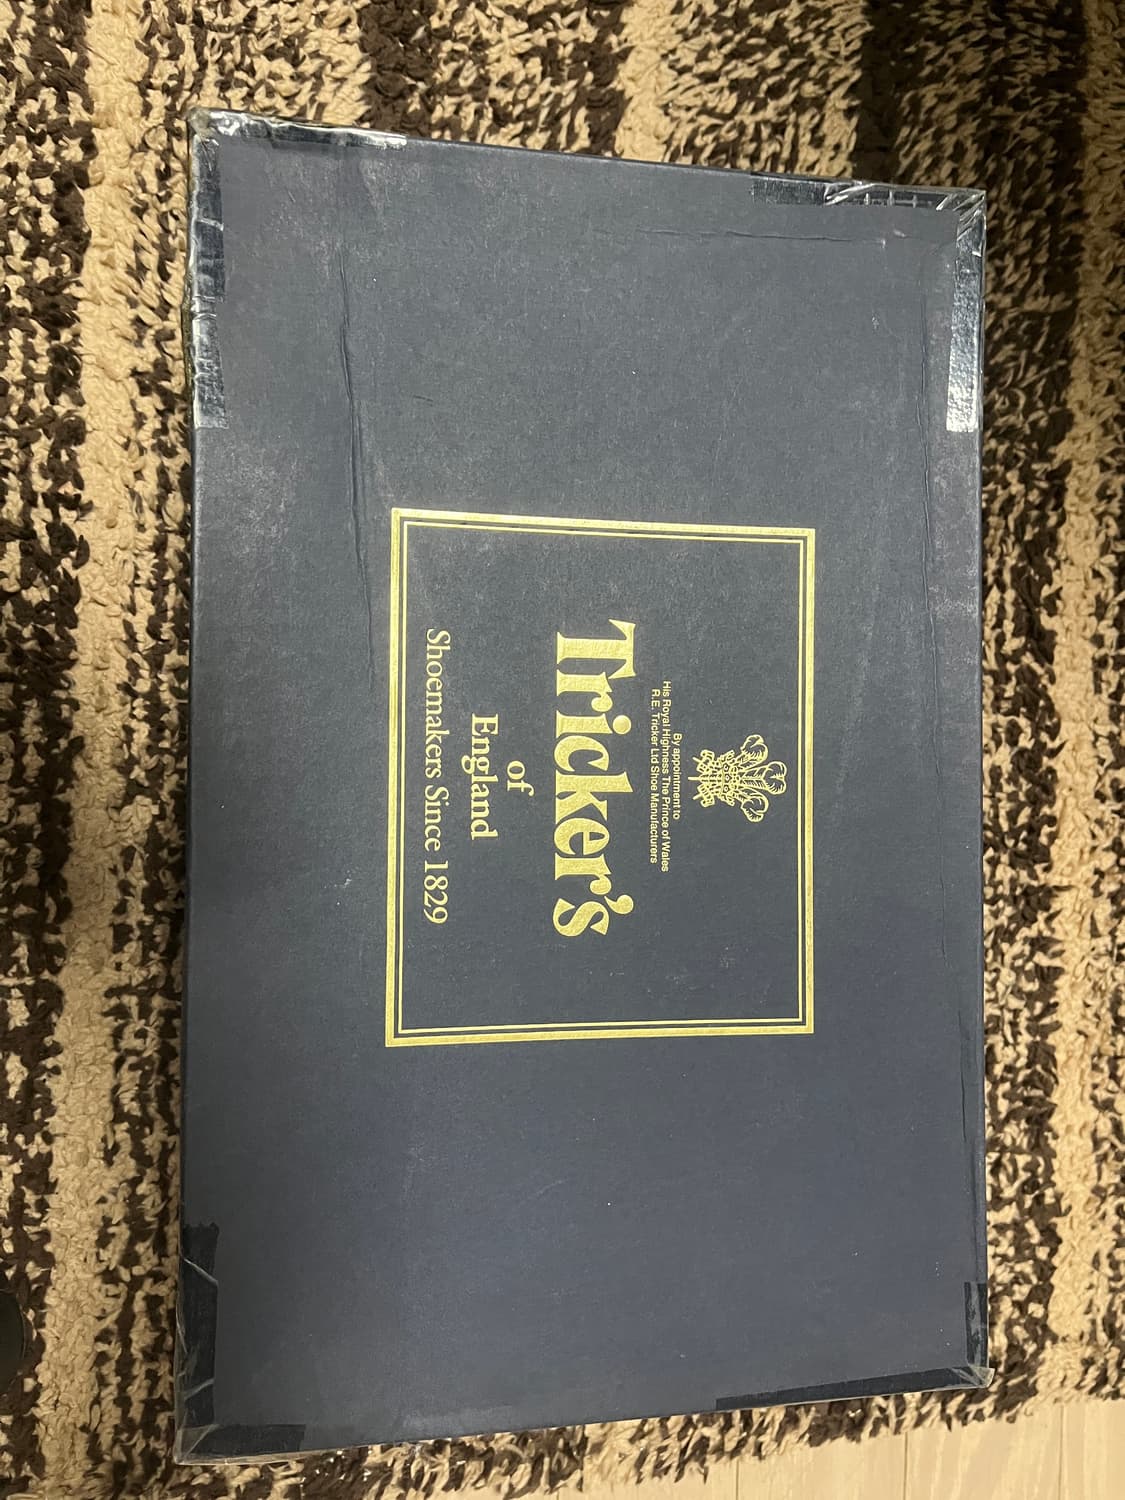 By appointment to
His Royal Highness The Prince of Wales
R.E. Tricker Ltd Shoe Manufacturers
Tricker's
of
England
Shoemakers Since 1829